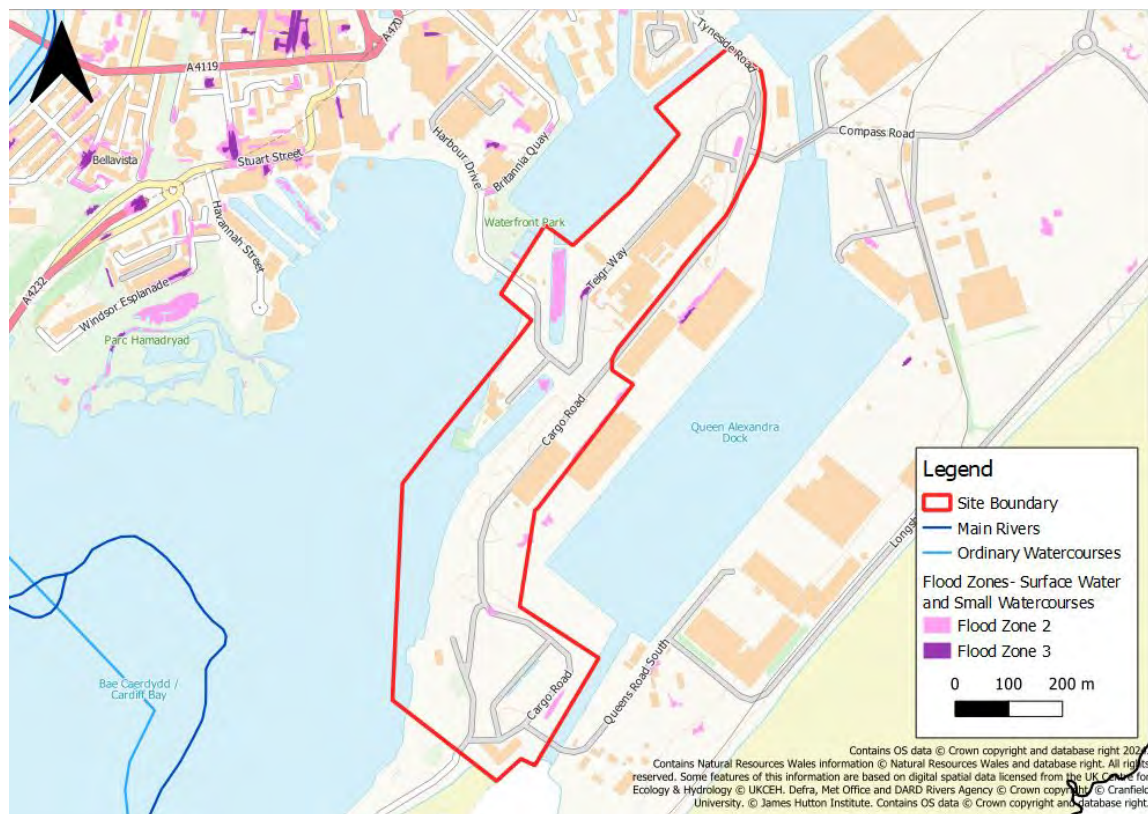 A4119
A470
Tyneside Road
Compass Road
Harbour Drive
Britannia Quay
Bellavista
Stuart Street
Havannah Street
Waterfront Park
Teigr Way
A4232
Windsor Esplanade
Parc Hamadryad
Cargo Road
Queen Alexandra
Dock
Cargo Road
Queens Road South
Bae Caerdydd /
Cardiff Bay
Legend
Site Boundary
Main Rivers
Ordinary Watercourses
Flood Zones- Surface Water
and Small Watercourses
Flood Zone 2
Flood Zone 3
0 100 200 m
Contains OS data © Crown copyright and database right
Contains Natural Resources Wales information © Natural Resources Wales and database right. All rights
reserved. Some features of this information are based on digital spatial data licensed from the UK Centre for
Ecology & Hydrology © UKCEH. Defra, Met Office and DARD Rivers Agency © Crown copyright. © Cranfield
University. © James Hutton Institute. Contains OS data © Crown copyright and database right